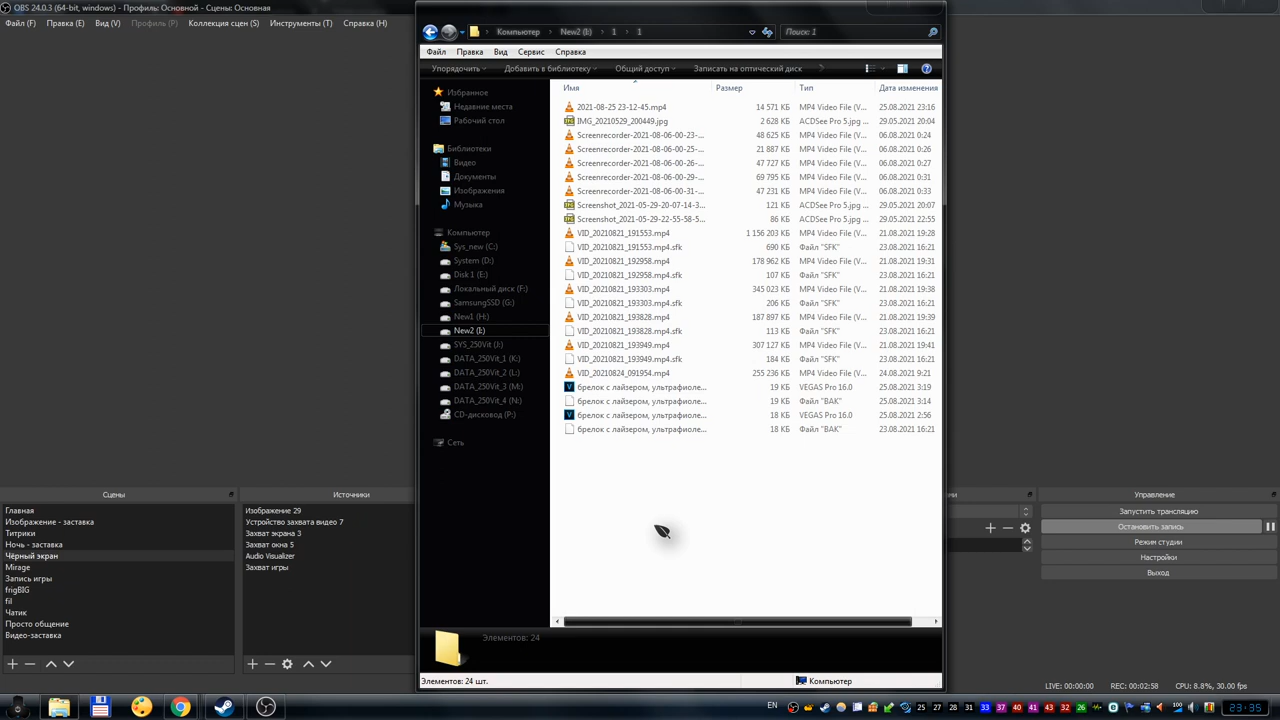 OBS 24.0.3 (64-bit, windows) - Профиль: Основной - Сцены: Основная
Файл (F) Правка (E) Вид (V) Профиль (P) Коллекция сцен (S) Инструменты (T) Справка (H)
Компьютер New2 (I:) 1 1
Поиск: 1
Файл Правка Вид Сервис Справка
Упорядочить Добавить в библиотеку Общий доступ Записать на оптический диск
Избранное
Недавние места
Рабочий стол
Библиотеки
Видео
Документы
Изображения
Музыка
Компьютер
Sys_new (C:)
System (D:)
Disk 1 (E:)
Локальный диск (F:)
SamsungSSD (G:)
New1 (H:)
New2 (I:)
SYS_250Vit (J:)
DATA_250Vit_1 (K:)
DATA_250Vit_2 (L:)
DATA_250Vit_3 (M:)
DATA_250Vit_4 (N:)
CD-дисковод (P:)
Сеть
Имя Размер Тип Дата изменения
2021-08-25 23-12-45.mp4 14 571 КБ MP4 Video File (V... 25.08.2021 23:16
IMG_20210529_200449.jpg 2 628 КБ ACDSee Pro 5.jpg ... 29.05.2021 20:04
Screenrecorder-2021-08-06-00-23-... 48 625 КБ MP4 Video File (V... 06.08.2021 0:24
Screenrecorder-2021-08-06-00-25-... 21 887 КБ MP4 Video File (V... 06.08.2021 0:26
Screenrecorder-2021-08-06-00-26-... 47 727 КБ MP4 Video File (V... 06.08.2021 0:27
Screenrecorder-2021-08-06-00-29-... 69 795 КБ MP4 Video File (V... 06.08.2021 0:31
Screenrecorder-2021-08-06-00-31-... 47 231 КБ MP4 Video File (V... 06.08.2021 0:33
Screenshot_2021-05-29-20-07-14-3... 121 КБ ACDSee Pro 5.jpg ... 29.05.2021 20:07
Screenshot_2021-05-29-22-55-58-5... 86 КБ ACDSee Pro 5.jpg ... 29.05.2021 22:55
VID_20210821_191553.mp4 1 156 203 КБ MP4 Video File (V... 21.08.2021 19:28
VID_20210821_191553.mp4.sfk 690 КБ Файл "SFK" 23.08.2021 16:21
VID_20210821_192958.mp4 178 962 КБ MP4 Video File (V... 21.08.2021 19:31
VID_20210821_192958.mp4.sfk 107 КБ Файл "SFK" 23.08.2021 16:21
VID_20210821_193303.mp4 345 023 КБ MP4 Video File (V... 21.08.2021 19:38
VID_20210821_193303.mp4.sfk 206 КБ Файл "SFK" 23.08.2021 16:21
VID_20210821_193828.mp4 187 897 КБ MP4 Video File (V... 21.08.2021 19:39
VID_20210821_193828.mp4.sfk 113 КБ Файл "SFK" 23.08.2021 16:21
VID_20210821_193949.mp4 307 127 КБ MP4 Video File (V... 21.08.2021 19:41
VID_20210821_193949.mp4.sfk 184 КБ Файл "SFK" 23.08.2021 16:21
VID_20210824_091954.mp4 255 236 КБ MP4 Video File (V... 24.08.2021 9:21
брелок с лайзером, ультрафиоле... 19 КБ VEGAS Pro 16.0 25.08.2021 3:19
брелок с лайзером, ультрафиоле... 19 КБ Файл "BAK" 25.08.2021 3:14
брелок с лайзером, ультрафиоле... 18 КБ VEGAS Pro 16.0 25.08.2021 2:56
брелок с лайзером, ультрафиоле... 18 КБ Файл "BAK" 23.08.2021 16:21
Элементов: 24
Элементов: 24 шт.
Компьютер
Сцены
Главная
Изображение - заставка
Титрики
Ночь - заставка
Чёрный экран
Mirage
Запись игры
frigBIG
fil
Чатик
Просто общение
Видео-заставка
Источники
Изображение 29
Устройство захвата видео 7
Захват экрана 3
Захват окна 5
Audio Visualizer
Захват игры
Управление
Запустить трансляцию
Остановить запись
Режим студии
Настройки
Выход
LIVE: 00:00:00 REC: 00:02:58 CPU: 8.8%, 30.00 fps
EN
25 27 28 31 33 37 40 41 43 32 36 40
100
23:35